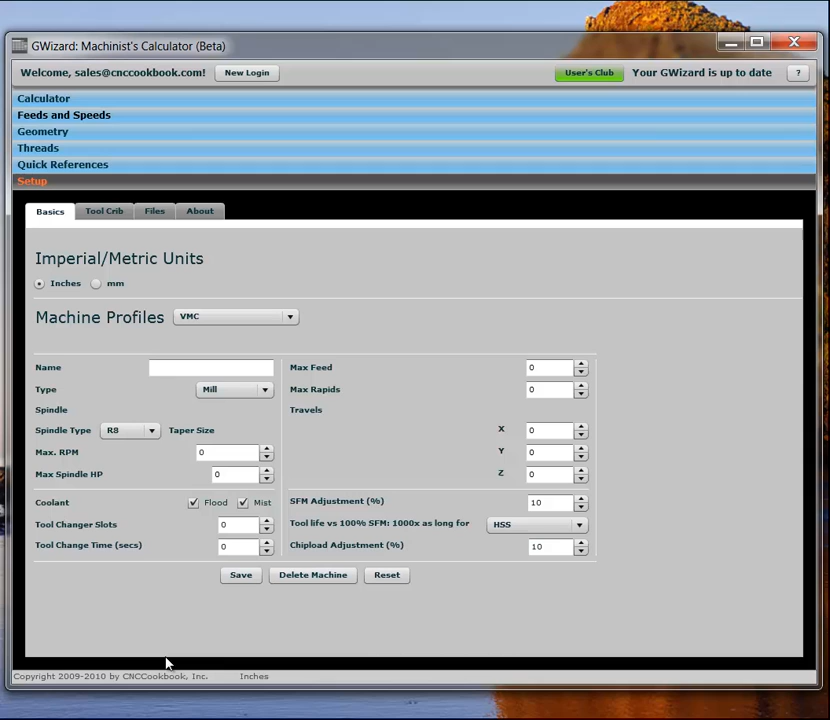 GWizard: Machinist's Calculator (Beta)
Welcome, sales@cnccookbook.com! New Login User's Club Your GWizard is up to date ?
Calculator
Feeds and Speeds
Geometry
Threads
Quick References
Setup
Basics Tool Crib Files About
Imperial/Metric Units
Inches mm
Machine Profiles VMC
Name Max Feed 0
Type Mill Max Rapids 0
Spindle Travels
Spindle Type R8 Taper Size X 0
Max. RPM 0 Y 0
Max Spindle HP 0 Z 0
Coolant Flood Mist SFM Adjustment (%) 10
Tool Changer Slots 0 Tool life vs 100% SFM: 1000x as long for HSS
Tool Change Time (secs) 0 Chipload Adjustment (%) 10
Save Delete Machine Reset
Copyright 2009-2010 by CNCCookbook, Inc. Inches